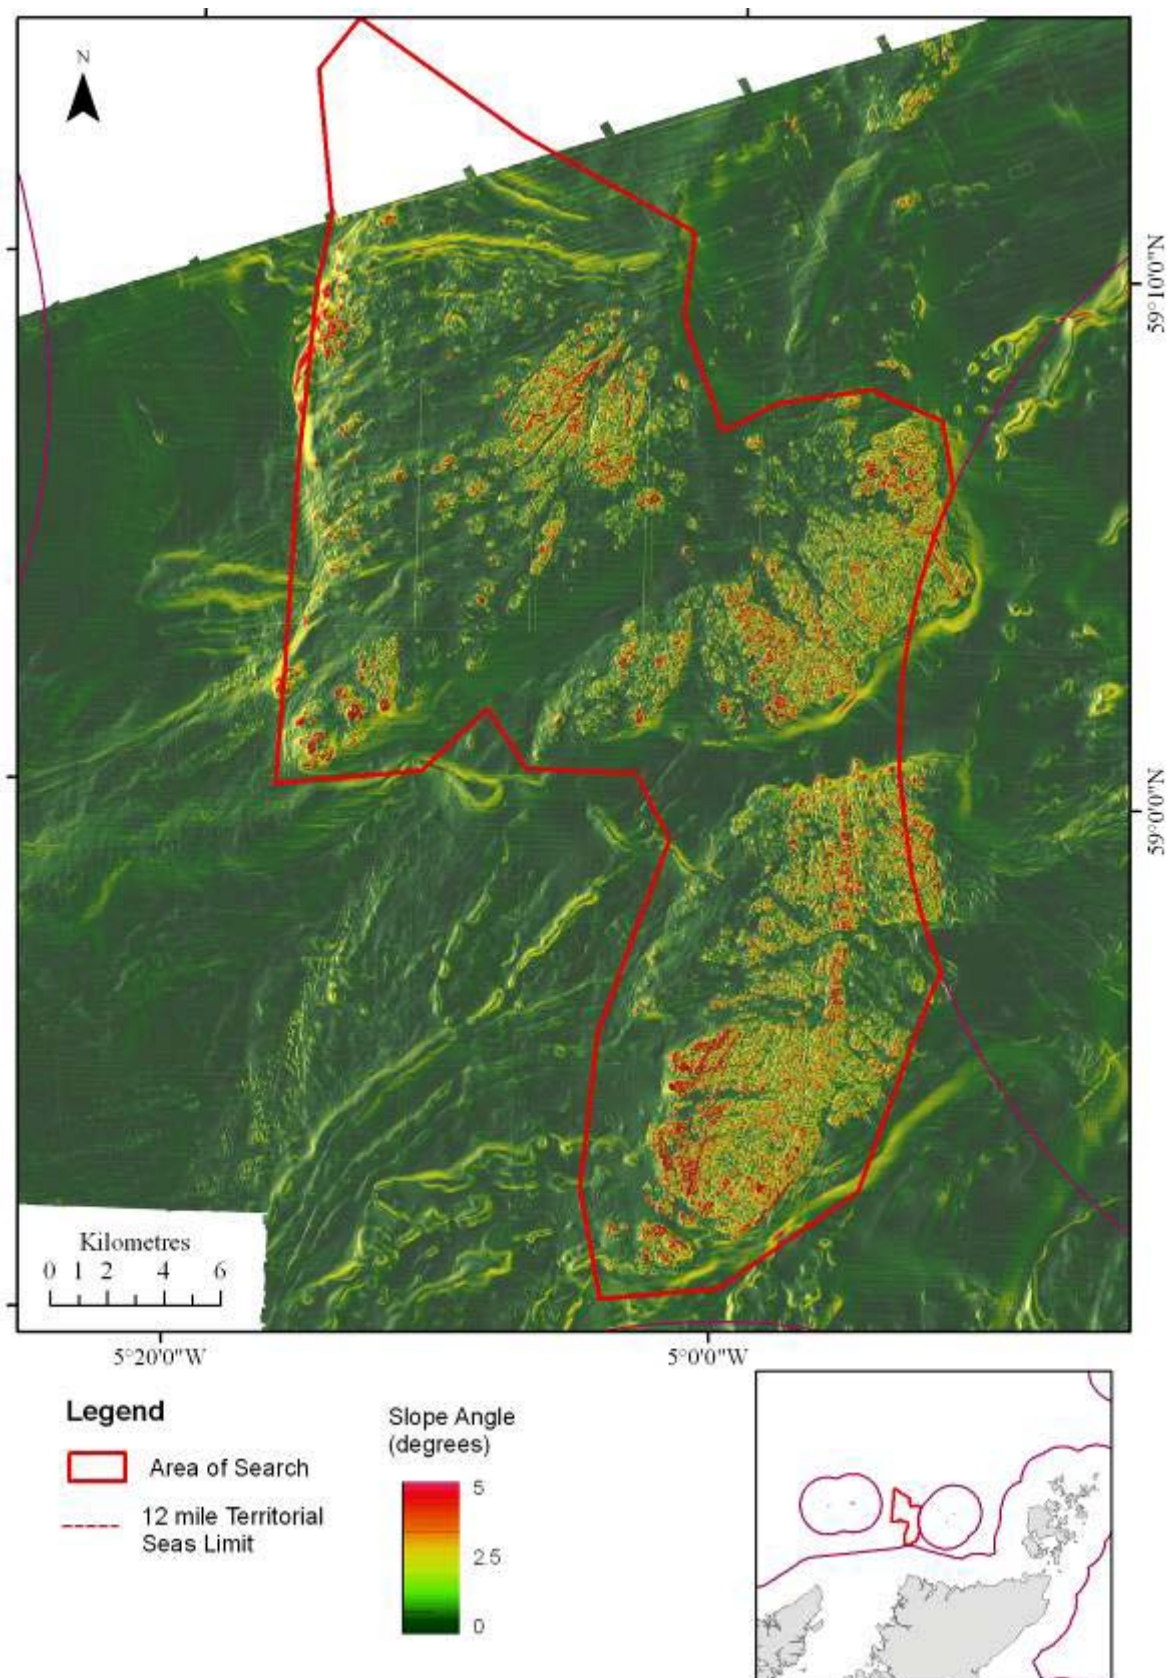 N
59°10'0"N
59°0'0"N
Kilometres
0 1 2 4 6
5°20'0"W
5°0'0"W
Legend
Area of Search
12 mile Territorial
Seas Limit
Slope Angle
(degrees)
5
2.5
0